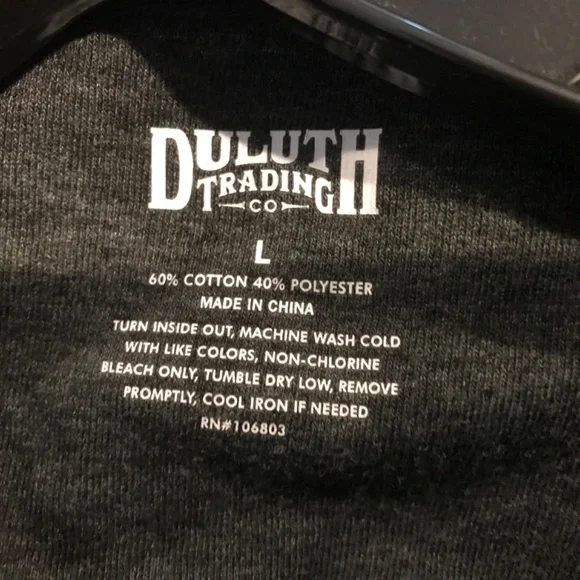 DULUTH
TRADING
CO
L
60% COTTON 40% POLYESTER
MADE IN CHINA
TURN INSIDE OUT, MACHINE WASH COLD
WITH LIKE COLORS, NON-CHLORINE
BLEACH ONLY, TUMBLE DRY LOW, REMOVE
PROMPTLY, COOL IRON IF NEEDED
RN#106803